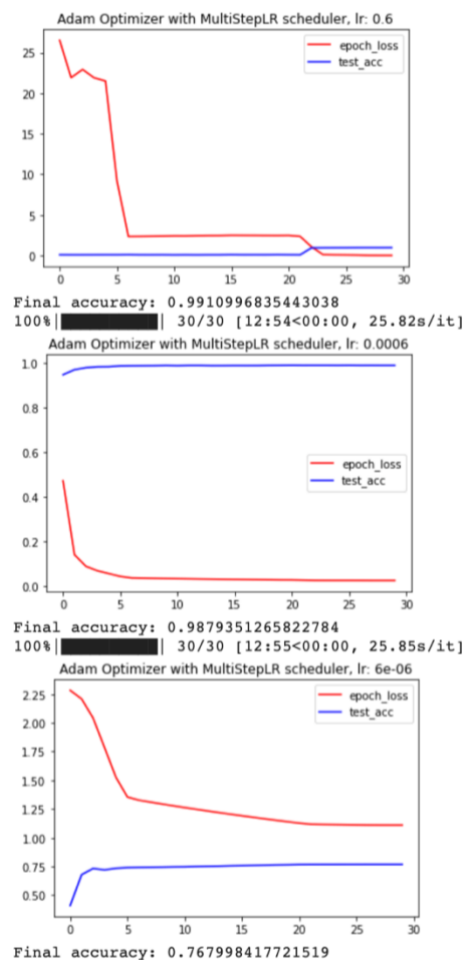 Adam Optimizer with MultiStepLR scheduler, lr: 0.6
25
20
15
10
5
0
epoch_loss
test_acc
0 5 10 15 20 25 30
Final accuracy: 0.9910996835443038
100%|██████████| 30/30 [12:54<00:00, 25.82s/it]
Adam Optimizer with MultiStepLR scheduler, lr: 0.0006
1.0
0.8
0.6
0.4
0.2
0.0
epoch_loss
test_acc
0 5 10 15 20 25 30
Final accuracy: 0.9879351265822784
100%|██████████| 30/30 [12:55<00:00, 25.85s/it]
Adam Optimizer with MultiStepLR scheduler, lr: 6e-06
2.25
2.00
1.75
1.50
1.25
1.00
0.75
0.50
epoch_loss
test_acc
0 5 10 15 20 25 30
Final accuracy: 0.767998417721519